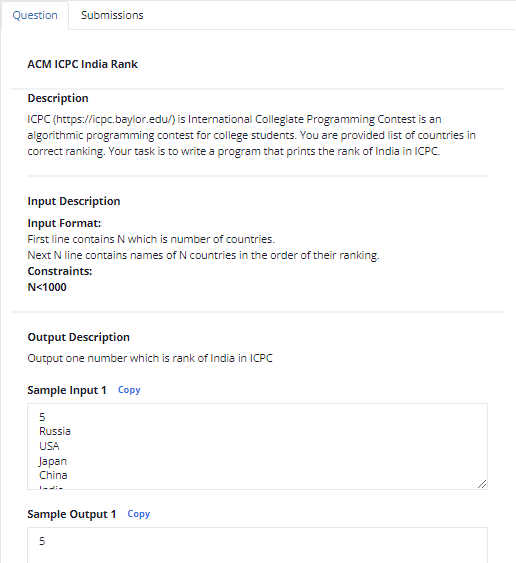 Question Submissions
ACM ICPC India Rank
Description
ICPC (https://icpc.baylor.edu/) is International Collegiate Programming Contest is an
algorithmic programming contest for college students. You are provided list of countries in
correct ranking. Your task is to write a program that prints the rank of India in ICPC.
Input Description
Input Format:
First line contains N which is number of countries.
Next N line contains names of N countries in the order of their ranking.
Constraints:
N<1000
Output Description
Output one number which is rank of India in ICPC
Sample Input 1 Copy
5
Russia
USA
Japan
China
India
Sample Output 1 Copy
5